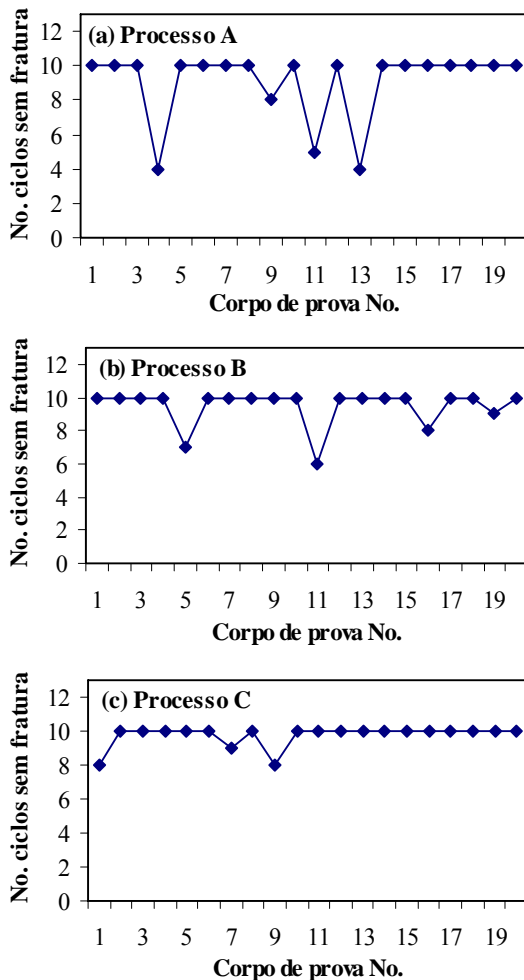 (a) Processo A
No. ciclos sem fratura
12
10
8
6
4
2
0
1 3 5 7 9 11 13 15 17 19
Corpo de prova No.
(b) Processo B
No. ciclos sem fratura
12
10
8
6
4
2
0
1 3 5 7 9 11 13 15 17 19
Corpo de prova No.
(c) Processo C
No. ciclos sem fratura
12
10
8
6
4
2
0
1 3 5 7 9 11 13 15 17 19
Corpo de prova No.